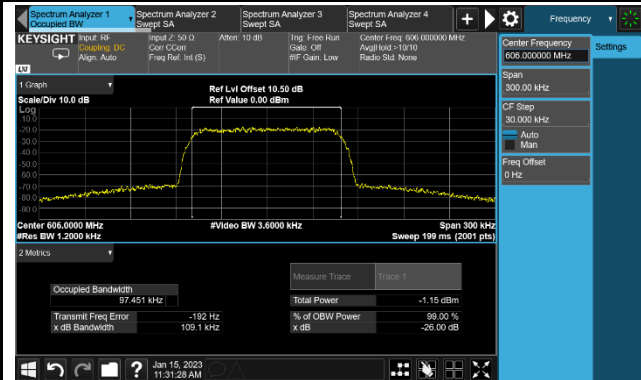 Spectrum Analyzer 1
Occupied BW
Spectrum Analyzer 2
Swept SA
Spectrum Analyzer 3
Swept SA
Spectrum Analyzer 4
Swept SA
Frequency
KEYSIGHT
Input: RF
Coupling: DC
Align: Auto
Input Z: 50 Ω
Corr CCorr
Freq Ref: Int (S)
Atten: 10 dB
Trig: Free Run
Gate: Off
#IF Gain: Low
Center Freq: 606.000000 MHz
Avg|Hold:>10/10
Radio Std: None
LXI
Center Frequency
606.000000 MHz
Settings
Span
300.00 kHz
CF Step
30.000 kHz
Auto
Man
Freq Offset
0 Hz
1 Graph
Scale/Div 10.0 dB
Ref Lvl Offset 10.50 dB
Ref Value 0.00 dBm
Log
-10.0
-20.0
-30.0
-40.0
-50.0
-60.0
-70.0
-80.0
-90.0
Center 606.0000 MHz
#Video BW 3.6000 kHz
Span 300 kHz
#Res BW 1.2000 kHz
Sweep 199 ms (2001 pts)
2 Metrics
Measure Trace
Trace 1
Occupied Bandwidth
97.451 kHz
Total Power
-1.15 dBm
Transmit Freq Error
-192 Hz
% of OBW Power
99.00 %
x dB Bandwidth
109.1 kHz
x dB
-26.00 dB
Jan 15, 2023
11:31:28 AM